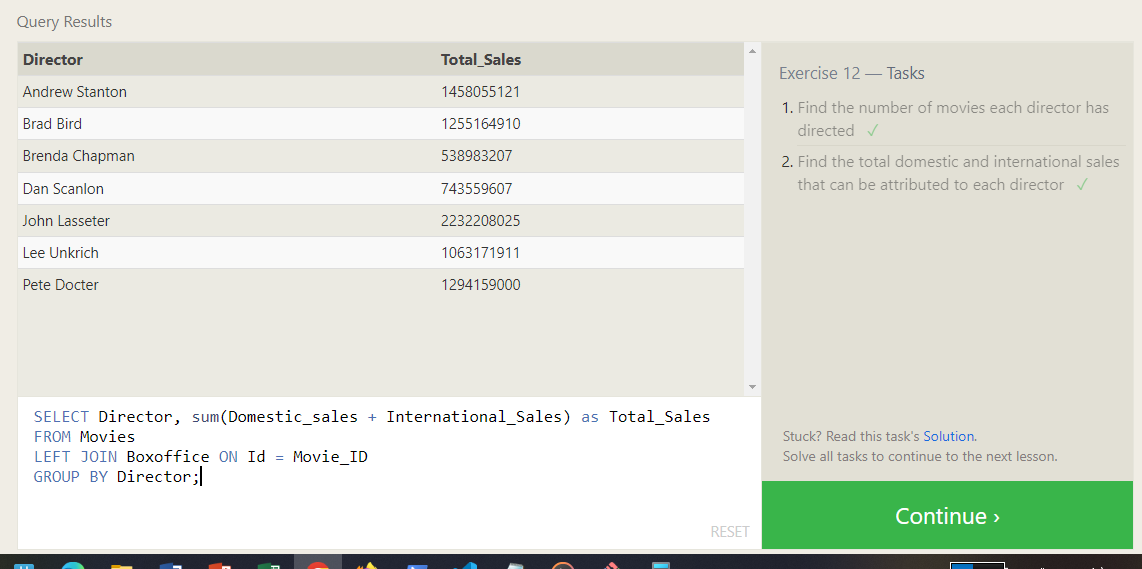 Query Results
Director Total_Sales
Andrew Stanton 1458055121
Brad Bird 1255164910
Brenda Chapman 538983207
Dan Scanlon 743559607
John Lasseter 2232208025
Lee Unkrich 1063171911
Pete Docter 1294159000
SELECT Director, sum(Domestic_sales + International_Sales) as Total_Sales
FROM Movies
LEFT JOIN Boxoffice ON Id = Movie_ID
GROUP BY Director;
RESET
Exercise 12 — Tasks
1. Find the number of movies each director has
directed ✓
2. Find the total domestic and international sales
that can be attributed to each director ✓
Stuck? Read this task's Solution.
Solve all tasks to continue to the next lesson.
Continue ›